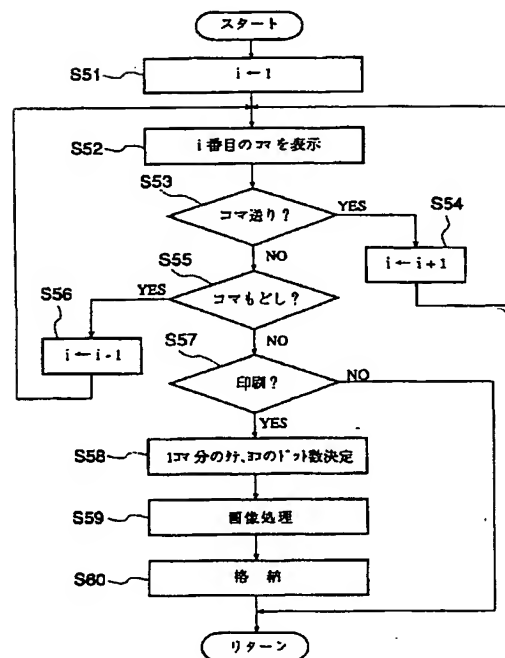 スタート
S51
i ← 1
S52
i 番目のコマを表示
S53
コマ送り?
YES
S54
i ← i + 1
NO
S55
コマもどし?
YES
S56
i ← i - 1
NO
S57
印刷?
NO
YES
S58
1コマ分のタテ、ヨコのドット数決定
S59
画像処理
S60
格 納
リターン